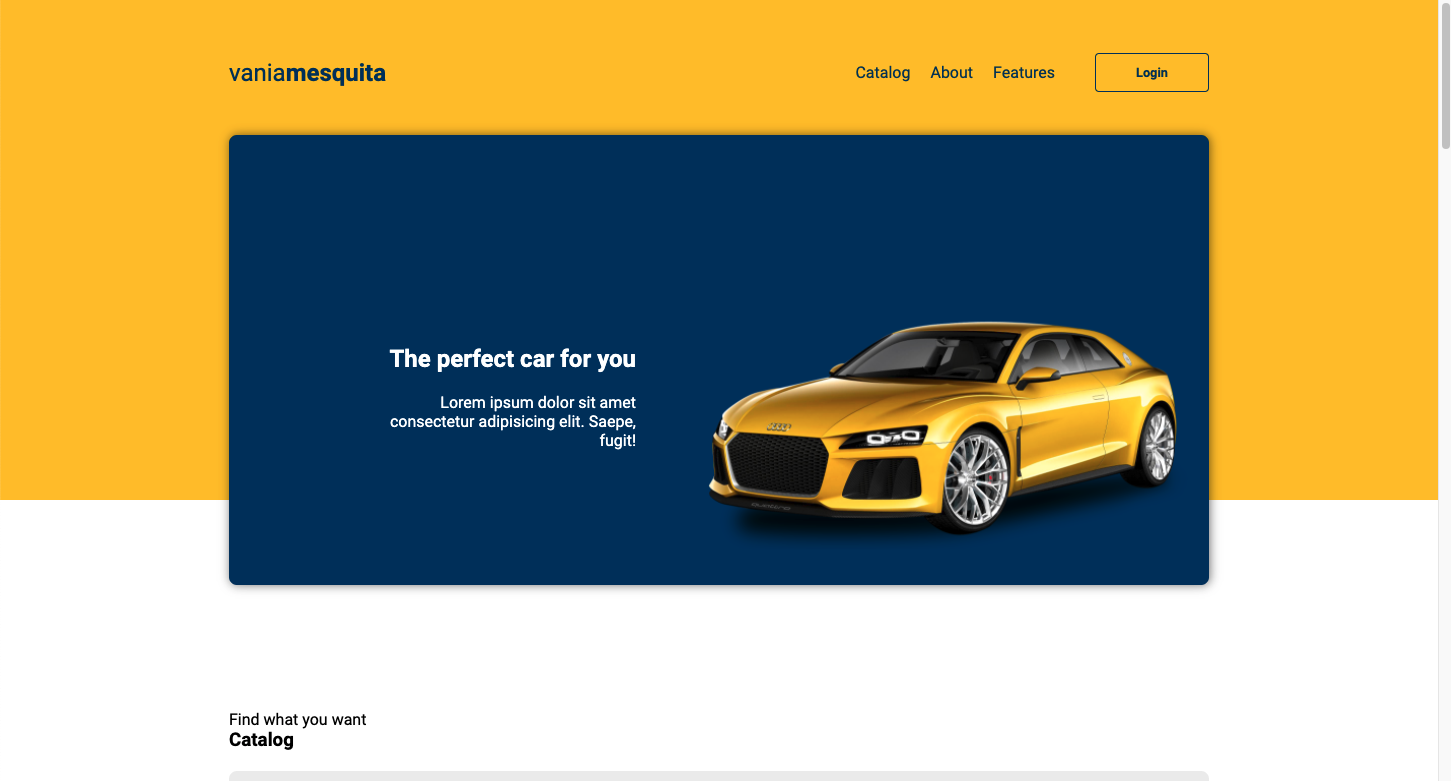 vaniamesquita
Catalog About Features Login
The perfect car for you
Lorem ipsum dolor sit amet
consectetur adipisicing elit. Saepe,
fugit!
Find what you want
Catalog